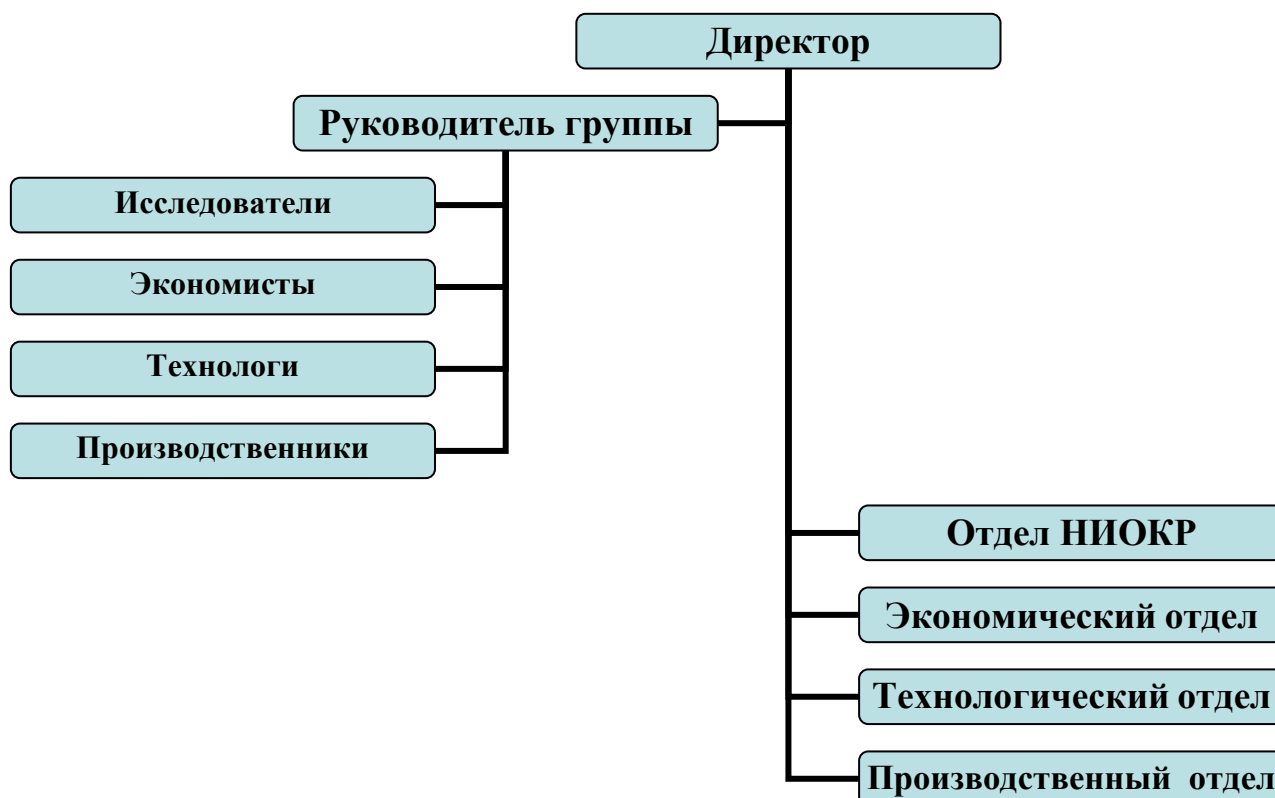 Директор
Руководитель группы
Исследователи
Экономисты
Технологи
Производственники
Отдел НИОКР
Экономический отдел
Технологический отдел
Производственный отдел